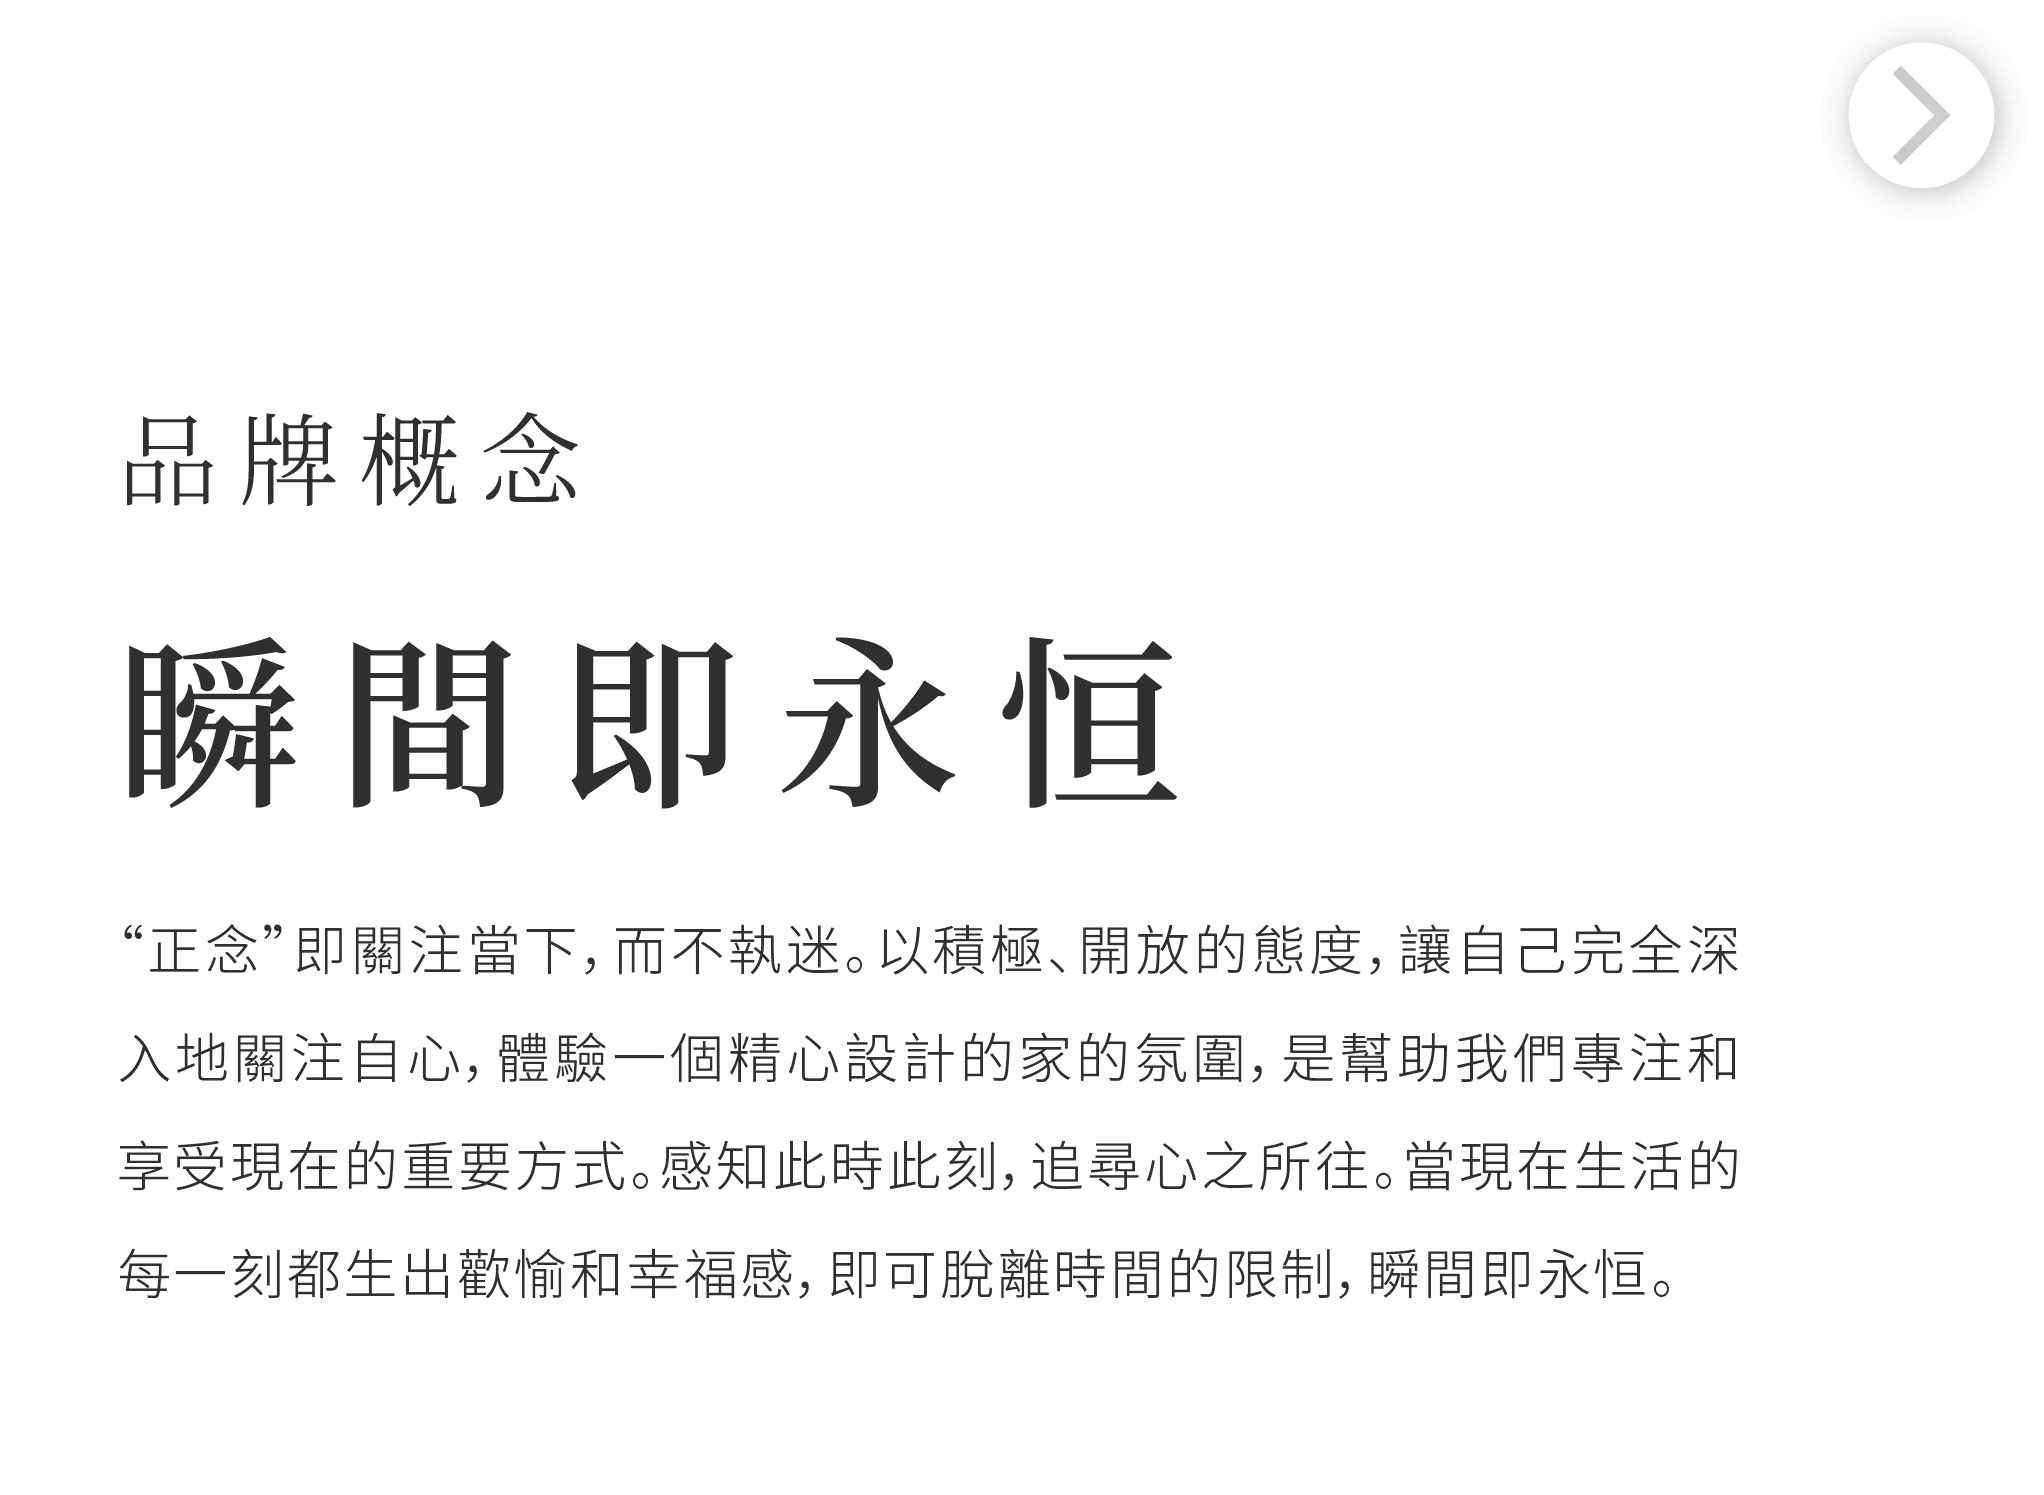 品牌概念
瞬間即永恒
“正念”即關注當下，而不執迷。以積極、開放的態度，讓自己完全深
入地關注自心，體驗一個精心設計的家的氛圍，是幫助我們專注和
享受現在的重要方式。感知此時此刻，追尋心之所往。當現在生活的
每一刻都生出歡愉和幸福感，即可脫離時間的限制，瞬間即永恒。